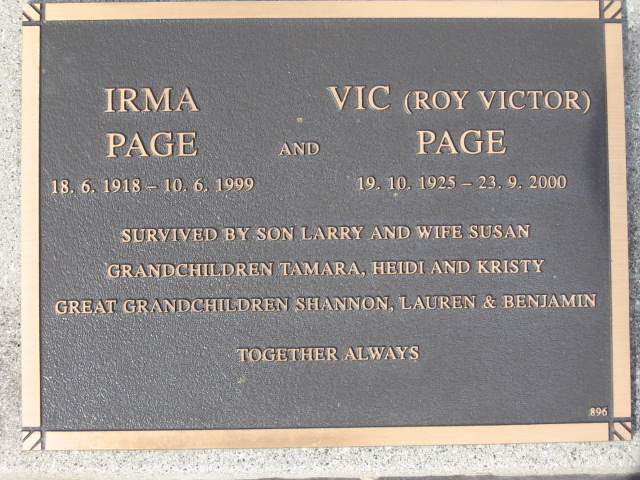 IRMA
PAGE
18. 6. 1918 – 10. 6. 1999
AND
VIC (ROY VICTOR)
PAGE
19. 10. 1925 – 23. 9. 2000
SURVIVED BY SON LARRY AND WIFE SUSAN
GRANDCHILDREN TAMARA, HEIDI AND KRISTY
GREAT GRANDCHILDREN SHANNON, LAUREN & BENJAMIN
TOGETHER ALWAYS
896